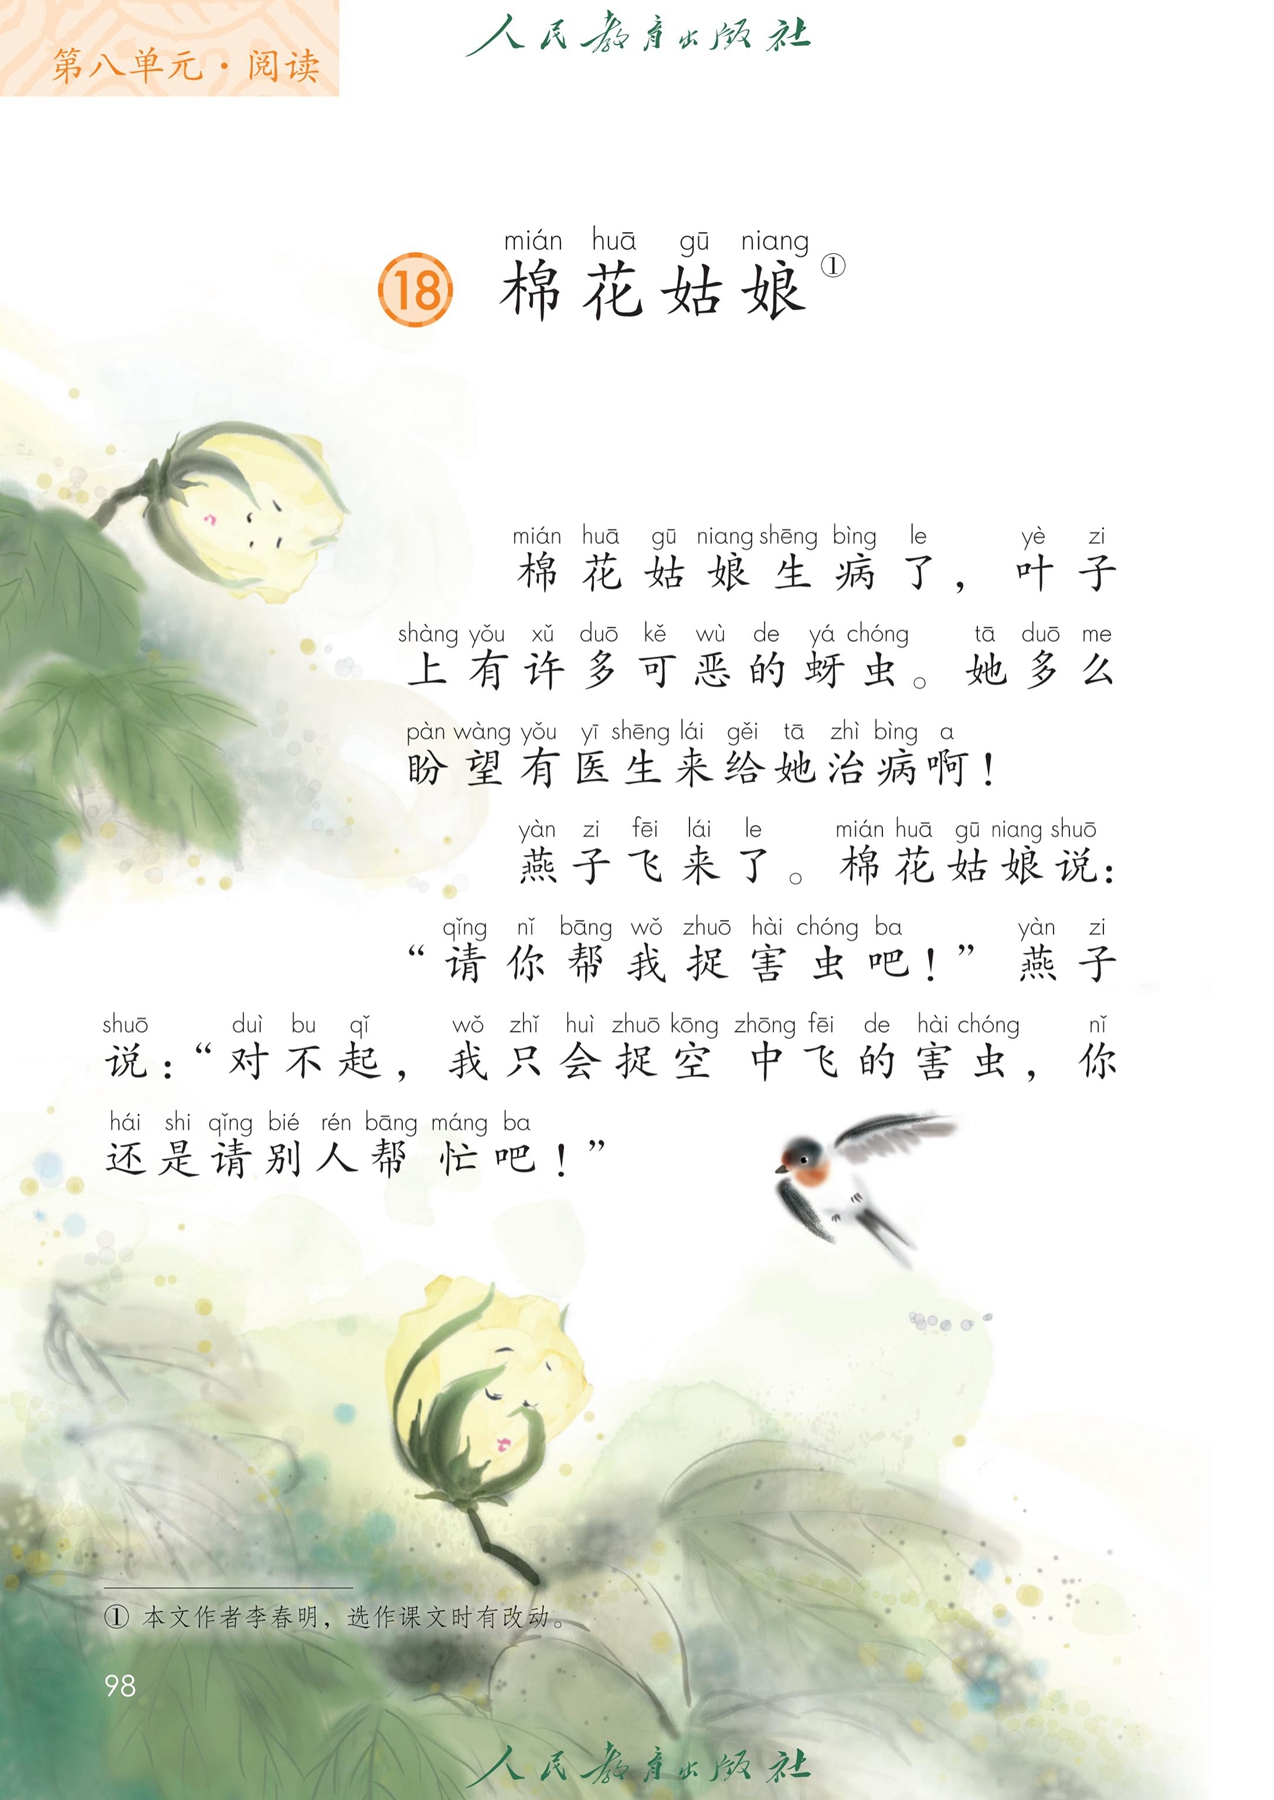 人民教育出版社
第八单元·阅读
mián huā gū niang
18 棉花姑娘①
mián huā gū niang shēng bìng le yè zi
棉花姑娘生病了，叶子
shàng yǒu xǔ duō kě wù de yá chóng tā duō me
上有许多可恶的蚜虫。她多么
pàn wàng yǒu yī shēng lái gěi tā zhì bìng a
盼望有医生来给她治病啊！
yàn zi fēi lái le mián huā gū niang shuō
燕子飞来了。棉花姑娘说：
qǐng nǐ bāng wǒ zhuō hài chóng ba yàn zi
“请你帮我捉害虫吧！”燕子
shuō duì bu qǐ wǒ zhǐ huì zhuō kōng zhōng fēi de hài chóng nǐ
说：“对不起，我只会捉空中飞的害虫，你
hái shi qǐng bié rén bāng máng ba
还是请别人帮忙吧！”
① 本文作者李春明，选作课文时有改动。
98
人民教育出版社